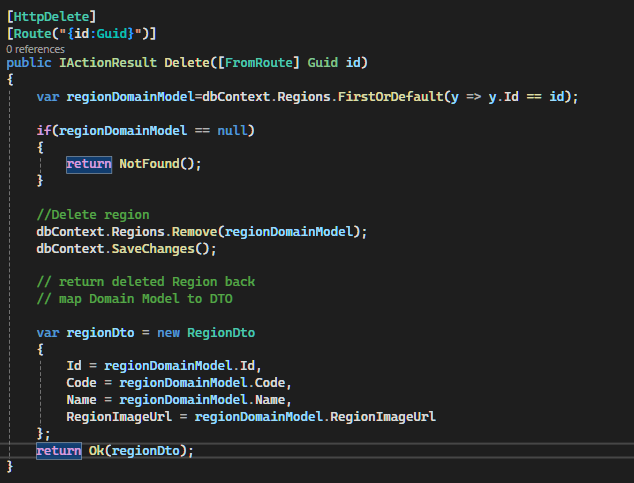 [HttpDelete]
[Route("{id:Guid}")]
0 references
public IActionResult Delete([FromRoute] Guid id)
{
var regionDomainModel=dbContext.Regions.FirstOrDefault(y => y.Id == id);
if(regionDomainModel == null)
{
return NotFound();
}
//Delete region
dbContext.Regions.Remove(regionDomainModel);
dbContext.SaveChanges();
// return deleted Region back
// map Domain Model to DTO
var regionDto = new RegionDto
{
Id = regionDomainModel.Id,
Code = regionDomainModel.Code,
Name = regionDomainModel.Name,
RegionImageUrl = regionDomainModel.RegionImageUrl
};
return Ok(regionDto);
}